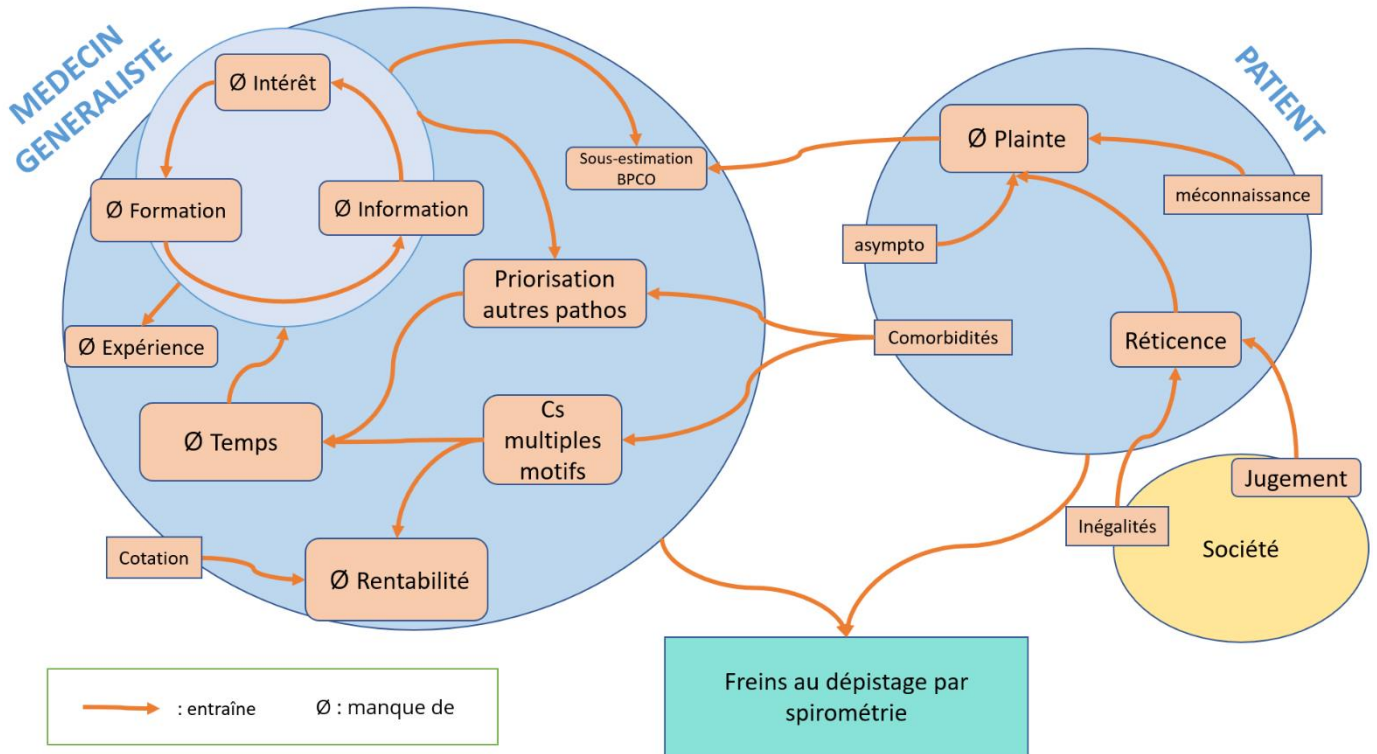 MEDECIN
GENERALISTE
Ø Intérêt
Ø Formation
Ø Information
Ø Expérience
Sous-estimation
BPCO
Priorisation
autres pathos
Ø Temps
Cs
multiples
motifs
Cotation
Ø Rentabilité
PATIENT
Ø Plainte
méconnaissance
asympto
Comorbidités
Réticence
Jugement
Inégalités
Société
Freins au dépistage par
spirométrie
: entraîne Ø : manque de